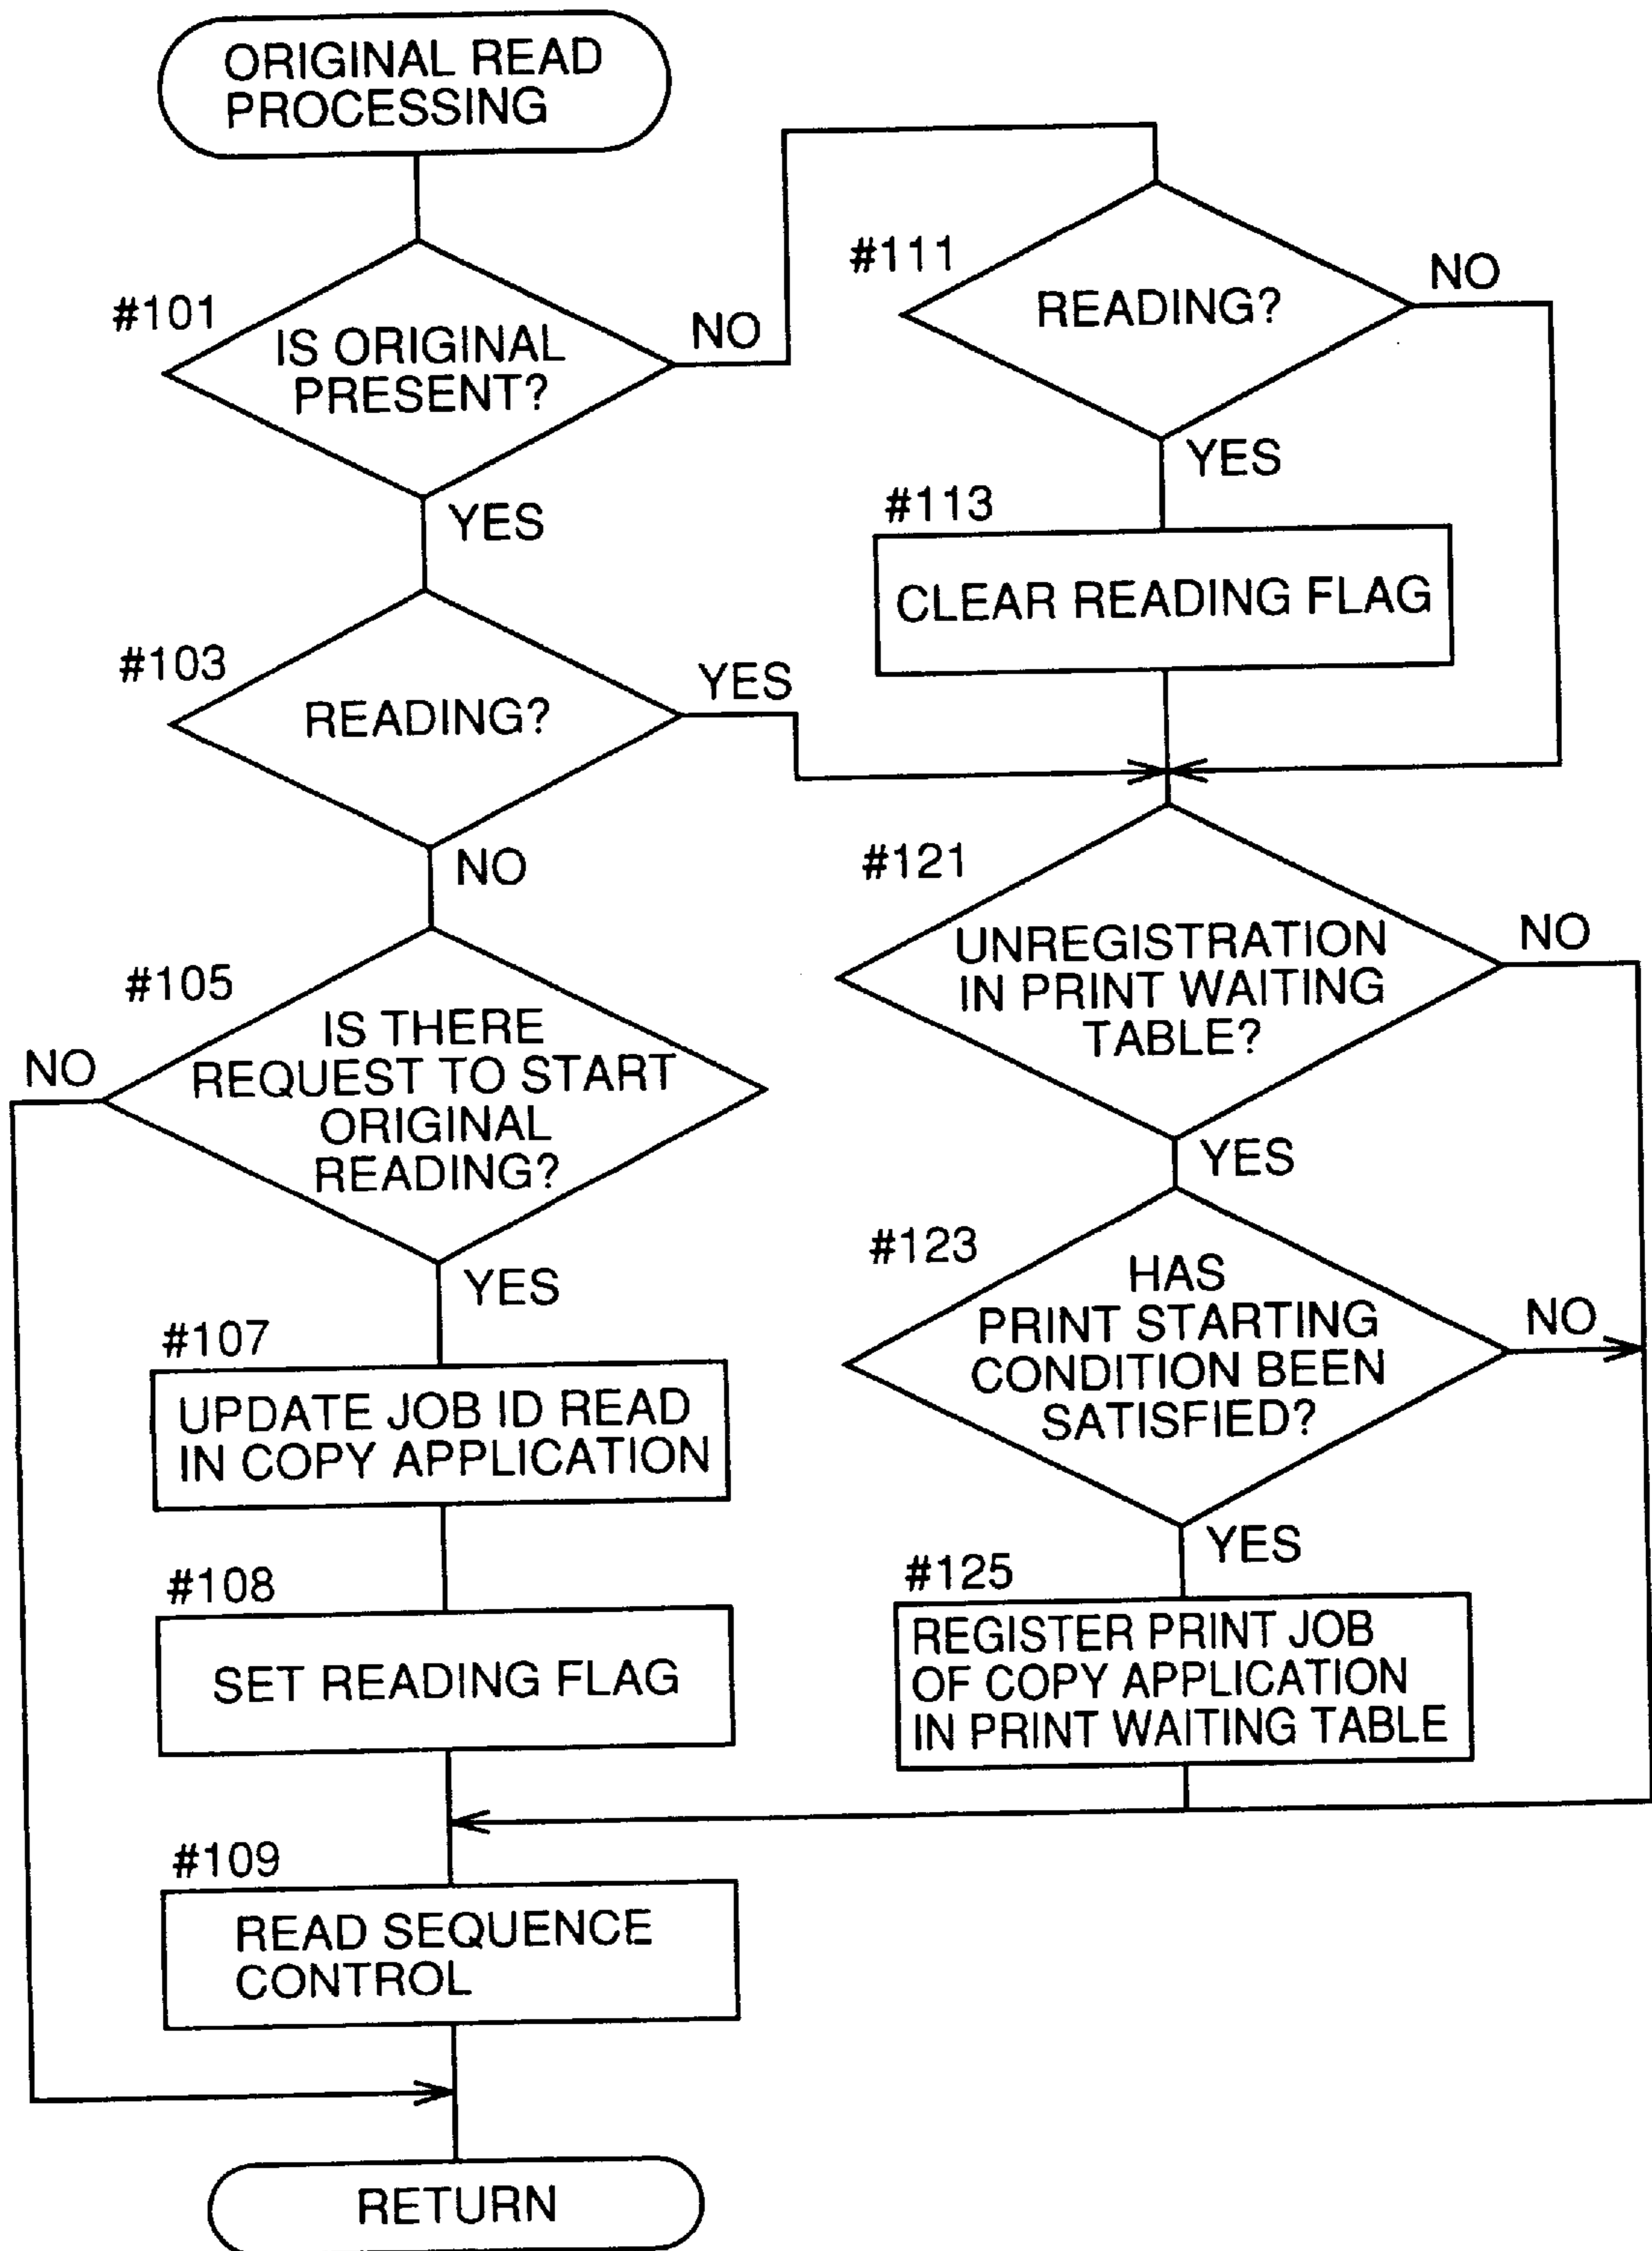 ORIGINAL READ
PROCESSING
#101
IS ORIGINAL
PRESENT?
NO
YES
#103
READING?
YES
NO
#105
IS THERE
REQUEST TO START
ORIGINAL
READING?
NO
YES
#107
UPDATE JOB ID READ
IN COPY APPLICATION
#108
SET READING FLAG
#109
READ SEQUENCE
CONTROL
RETURN
#111
READING?
NO
YES
#113
CLEAR READING FLAG
#121
UNREGISTRATION
IN PRINT WAITING
TABLE?
NO
YES
#123
HAS
PRINT STARTING
CONDITION BEEN
SATISFIED?
NO
YES
#125
REGISTER PRINT JOB
OF COPY APPLICATION
IN PRINT WAITING TABLE